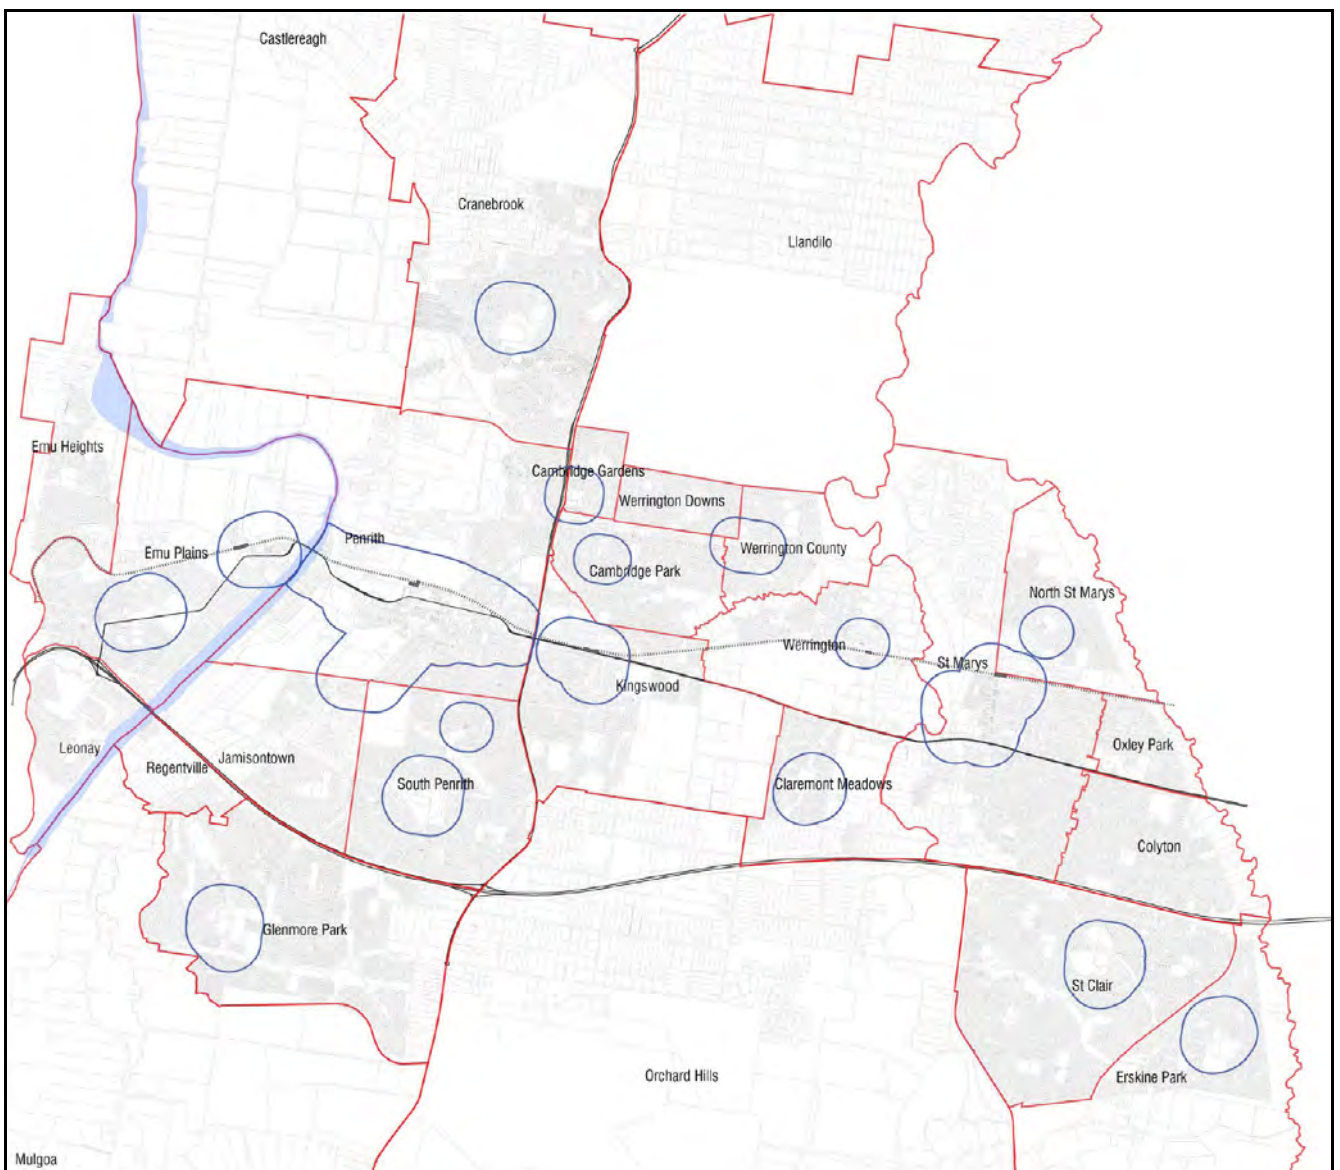 Castlereagh
Cranebrook
Llandilo
Emu Heights
Cambridge Gardens
Werrington Downs
Emu Plains
Penrith
Werrington County
Cambridge Park
North St Marys
Werrington
St Marys
Kingswood
Leonay
Regentville
Jamisontown
Oxley Park
South Penrith
Claremont Meadows
Colyton
Glenmore Park
St Clair
Orchard Hills
Erskine Park
Mulgoa